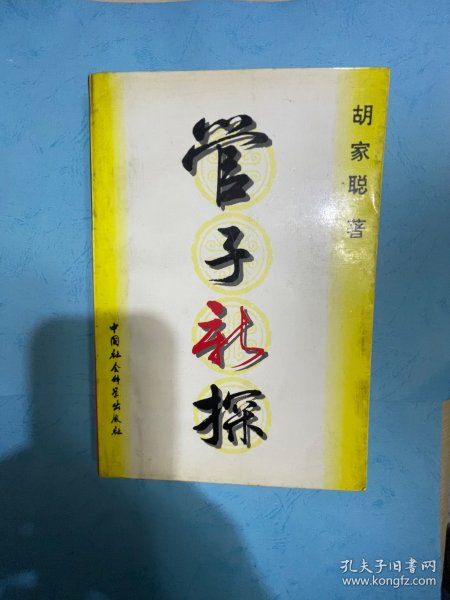 胡家聪 著
管子新探
中国社会科学出版社
孔夫子旧书网
www.kongfz.com